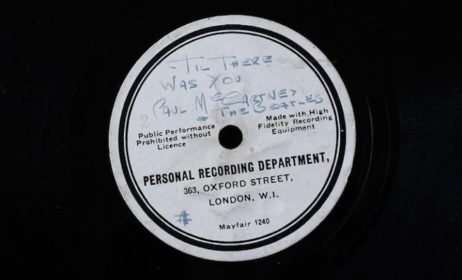 'TIL THERE
WAS YOU
PAUL McCARTNEY
& THE BEATLES
Public Performance
Prohibited without
Licence
Made with High
Fidelity Recording
Equipment
PERSONAL RECORDING DEPARTMENT,
363, OXFORD STREET,
LONDON, W.I.
Mayfair 1240